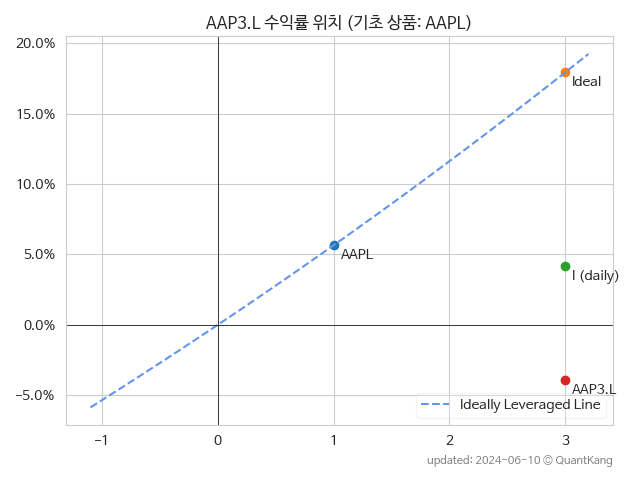 AAP3.L 수익률 위치 (기초 상품: AAPL)
20.0%
15.0%
10.0%
5.0%
0.0%
−5.0%
Ideal
AAPL
I (daily)
AAP3.L
Ideally Leveraged Line
−1
0
1
2
3
updated: 2024-06-10 © QuantKang